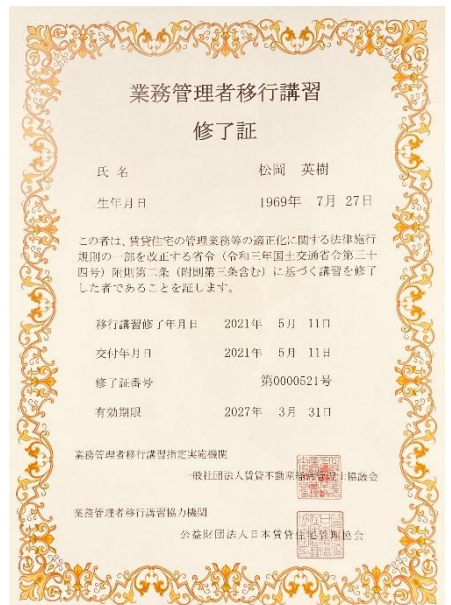 業務管理者移行講習
修了証
氏 名 松岡 英樹
生年月日 1969年 7月 27日
この者は、賃貸住宅の管理業務等の適正化に関する法律施行
規則の一部を改正する省令（令和三年国土交通省令第三十
四号）附則第二条（附則第三条含む）に基づく講習を修了
した者であることを証します。
移行講習修了年月日 2021年 5月 11日
交付年月日 2021年 5月 11日
修了証番号 第0000521号
有効期限 2027年 3月 31日
業務管理者移行講習指定実施機関
一般社団法人賃貸不動産経営管理士協議会
業務管理者移行講習協力機関
公益財団法人日本賃貸住宅管理協会